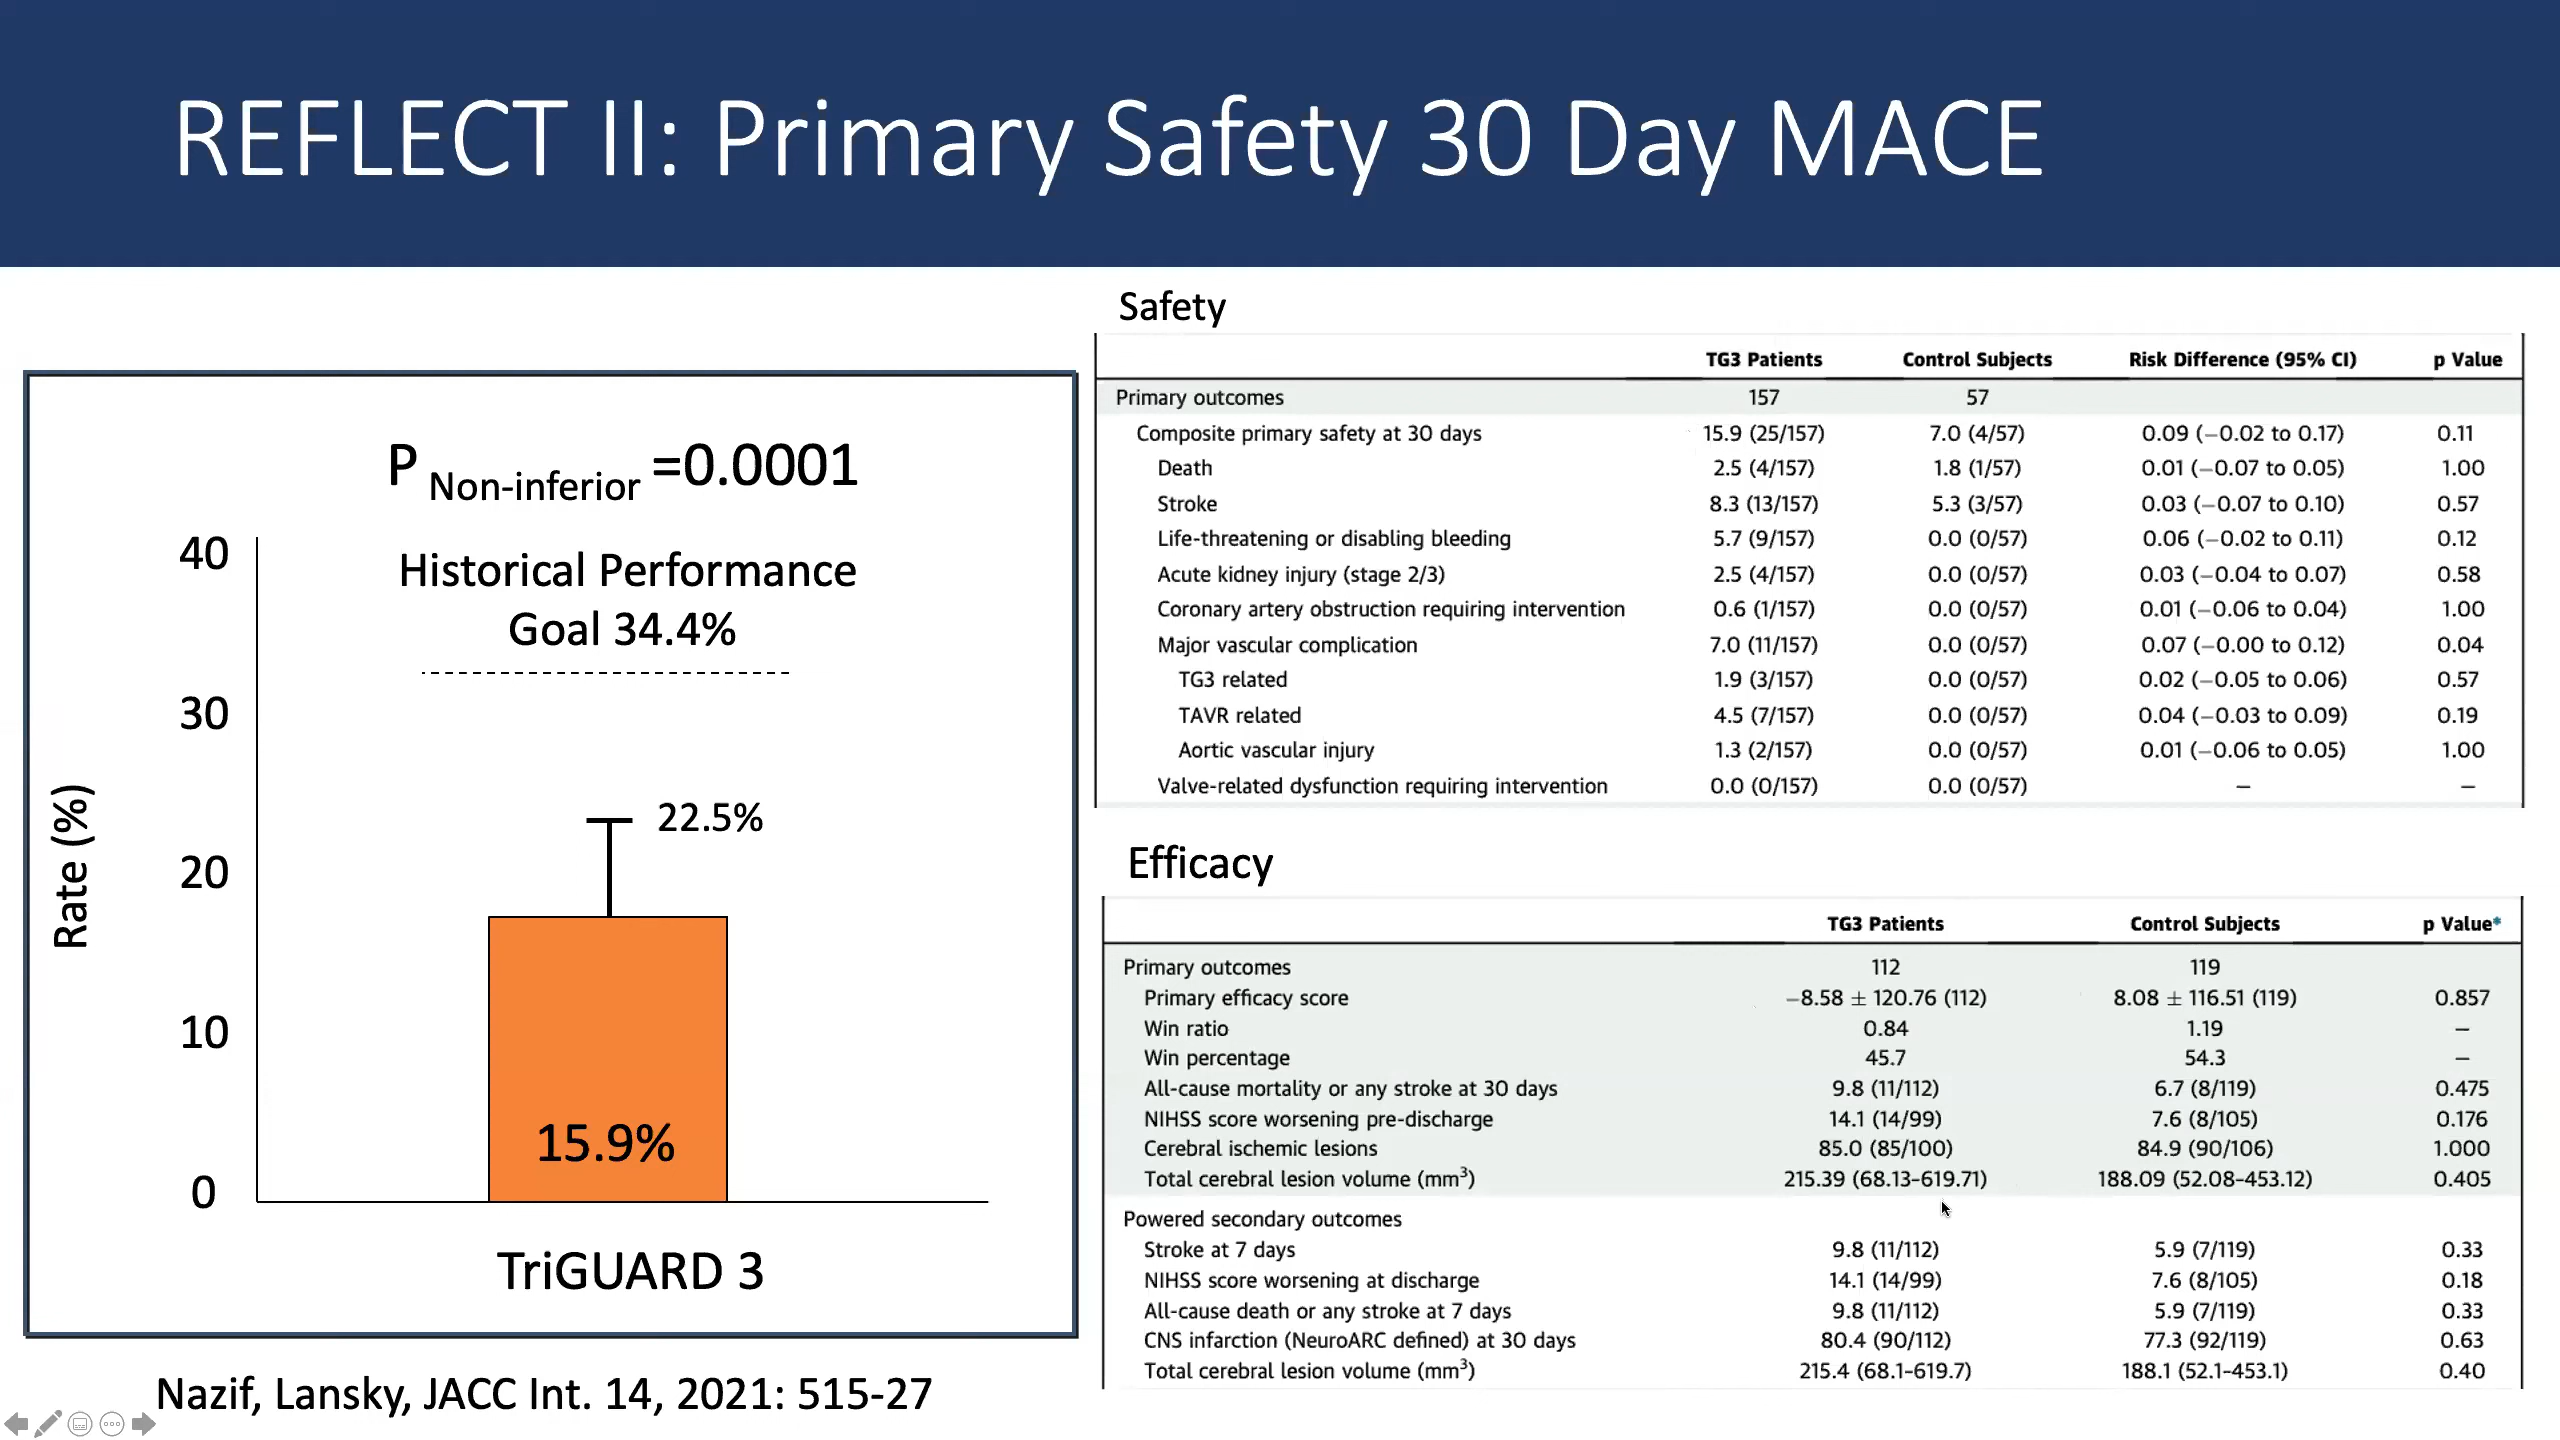 REFLECT II: Primary Safety 30 Day MACE
P Non-inferior =0.0001
Historical Performance
Goal 34.4%
40
30
20
10
0
Rate (%)
22.5%
15.9%
TriGUARD 3
Nazif, Lansky, JACC Int. 14, 2021: 515-27
Safety
TG3 Patients Control Subjects Risk Difference (95% CI) p Value
Primary outcomes 157 57
Composite primary safety at 30 days 15.9 (25/157) 7.0 (4/57) 0.09 (−0.02 to 0.17) 0.11
Death 2.5 (4/157) 1.8 (1/57) 0.01 (−0.07 to 0.05) 1.00
Stroke 8.3 (13/157) 5.3 (3/57) 0.03 (−0.07 to 0.10) 0.57
Life-threatening or disabling bleeding 5.7 (9/157) 0.0 (0/57) 0.06 (−0.02 to 0.11) 0.12
Acute kidney injury (stage 2/3) 2.5 (4/157) 0.0 (0/57) 0.03 (−0.04 to 0.07) 0.58
Coronary artery obstruction requiring intervention 0.6 (1/157) 0.0 (0/57) 0.01 (−0.06 to 0.04) 1.00
Major vascular complication 7.0 (11/157) 0.0 (0/57) 0.07 (−0.00 to 0.12) 0.04
TG3 related 1.9 (3/157) 0.0 (0/57) 0.02 (−0.05 to 0.06) 0.57
TAVR related 4.5 (7/157) 0.0 (0/57) 0.04 (−0.03 to 0.09) 0.19
Aortic vascular injury 1.3 (2/157) 0.0 (0/57) 0.01 (−0.06 to 0.05) 1.00
Valve-related dysfunction requiring intervention 0.0 (0/157) 0.0 (0/57) — —
Efficacy
TG3 Patients Control Subjects p Value*
Primary outcomes 112 119
Primary efficacy score −8.58 ± 120.76 (112) 8.08 ± 116.51 (119) 0.857
Win ratio 0.84 1.19 —
Win percentage 45.7 54.3 —
All-cause mortality or any stroke at 30 days 9.8 (11/112) 6.7 (8/119) 0.475
NIHSS score worsening pre-discharge 14.1 (14/99) 7.6 (8/105) 0.176
Cerebral ischemic lesions 85.0 (85/100) 84.9 (90/106) 1.000
Total cerebral lesion volume (mm³) 215.39 (68.13-619.71) 188.09 (52.08-453.12) 0.405
Powered secondary outcomes
Stroke at 7 days 9.8 (11/112) 5.9 (7/119) 0.33
NIHSS score worsening at discharge 14.1 (14/99) 7.6 (8/105) 0.18
All-cause death or any stroke at 7 days 9.8 (11/112) 5.9 (7/119) 0.33
CNS infarction (NeuroARC defined) at 30 days 80.4 (90/112) 77.3 (92/119) 0.63
Total cerebral lesion volume (mm³) 215.4 (68.1-619.7) 188.1 (52.1-453.1) 0.40